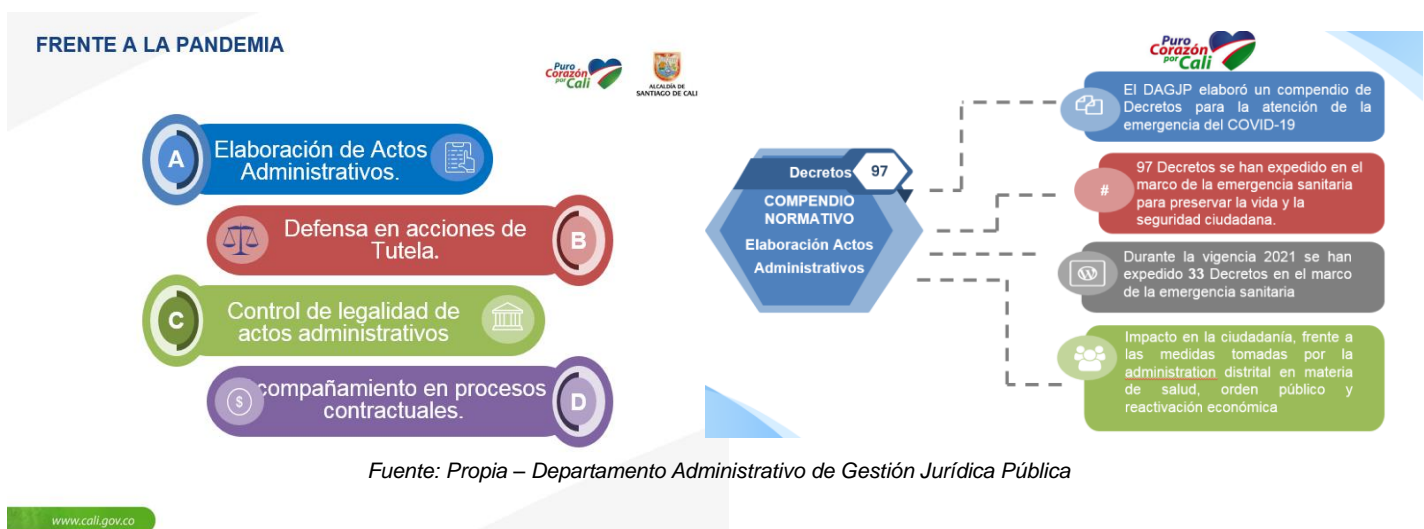 FRENTE A LA PANDEMIA
Puro
Corazón
por Cali
ALCALDÍA DE
SANTIAGO DE CALI
A
Elaboración de Actos
Administrativos.
Defensa en acciones de
Tutela.
B
C
Control de legalidad de
actos administrativos
$
compañamiento en procesos
contractuales.
D
Puro
Corazón
por Cali
Decretos 97
COMPENDIO
NORMATIVO
Elaboración Actos
Administrativos
El DAGJP elaboró un compendio de
Decretos para la atención de la
emergencia del COVID-19
#
97 Decretos se han expedido en el
marco de la emergencia sanitaria
para preservar la vida y la
seguridad ciudadana.
Durante la vigencia 2021 se han
expedido 33 Decretos en el marco
de la emergencia sanitaria
Impacto en la ciudadanía, frente a
las medidas tomadas por la
administration distrital en materia
de salud, orden público y
reactivación económica
Fuente: Propia – Departamento Administrativo de Gestión Jurídica Pública
www.cali.gov.co